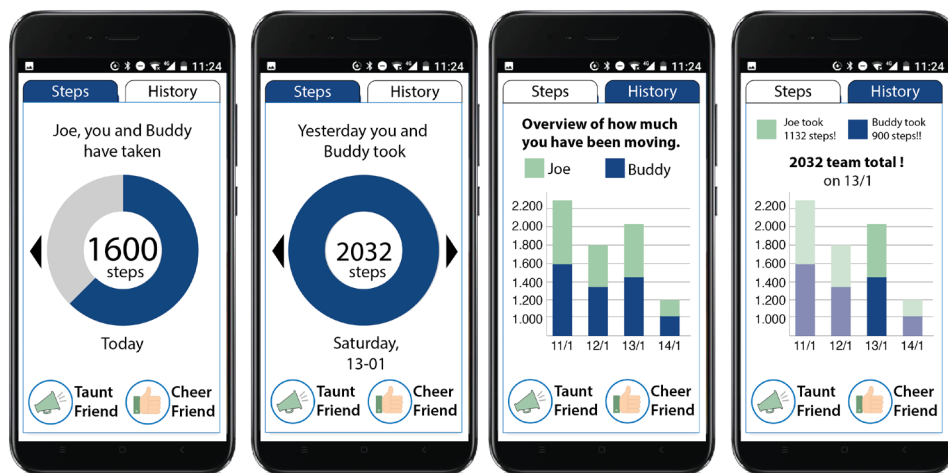 11:24
Steps
History
Joe, you and Buddy
have taken
1600
steps
Today
Taunt
Friend
Cheer
Friend
11:24
Steps
History
Yesterday you and
Buddy took
2032
steps
Saturday,
13-01
Taunt
Friend
Cheer
Friend
11:24
Steps
History
Overview of how much
you have been moving.
Joe
Buddy
2.200
2.000
1.800
1.600
1.400
1.200
1.000
11/1 12/1 13/1 14/1
Taunt
Friend
Cheer
Friend
11:24
Steps
History
Joe took
1132 steps!
Buddy took
900 steps!!
2032 team total !
on 13/1
2.200
2.000
1.800
1.600
1.400
1.200
1.000
11/1 12/1 13/1 14/1
Taunt
Friend
Cheer
Friend